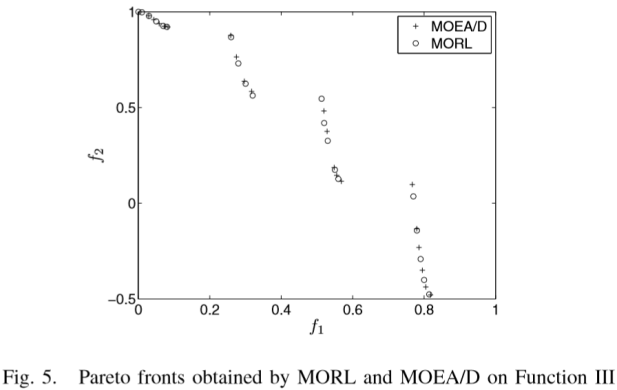 1
0.5
0
−0.5
f₂
+ MOEA/D
○ MORL
0 0.2 0.4 0.6 0.8 1
f₁
Fig. 5. Pareto fronts obtained by MORL and MOEA/D on Function III